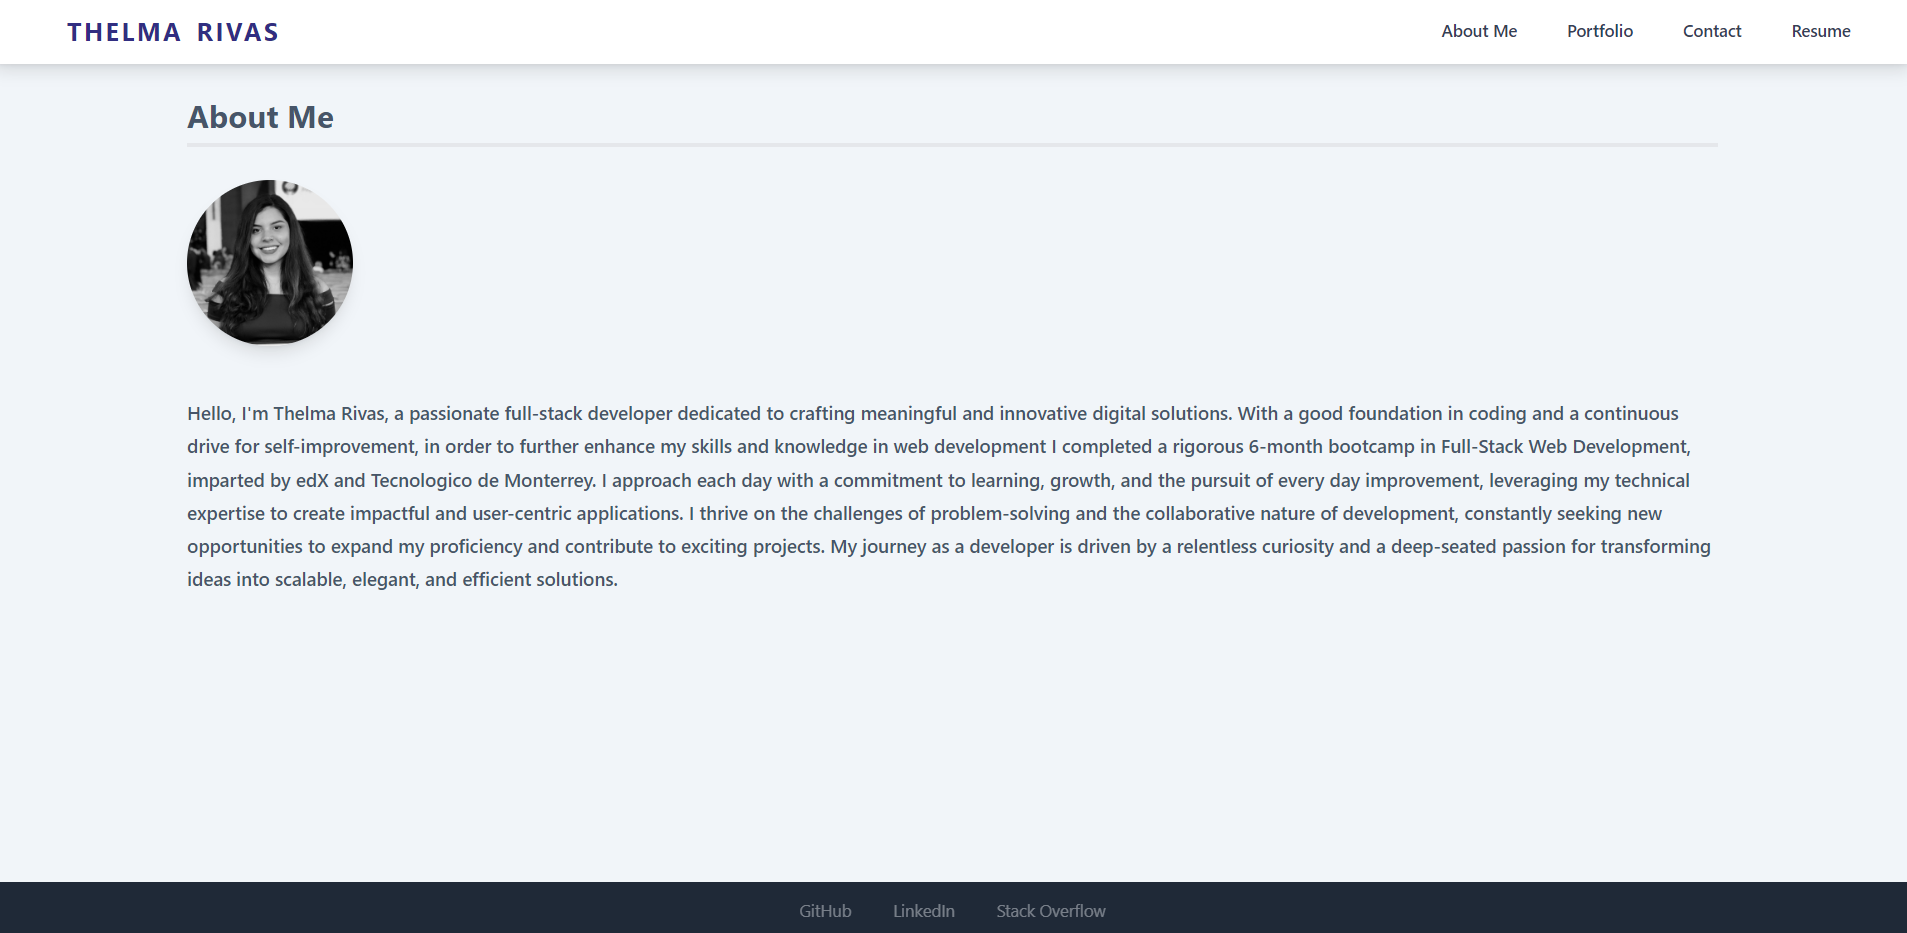 THELMA RIVAS
About Me
Portfolio
Contact
Resume
About Me
Hello, I'm Thelma Rivas, a passionate full-stack developer dedicated to crafting meaningful and innovative digital solutions. With a good foundation in coding and a continuous
drive for self-improvement, in order to further enhance my skills and knowledge in web development I completed a rigorous 6-month bootcamp in Full-Stack Web Development,
imparted by edX and Tecnologico de Monterrey. I approach each day with a commitment to learning, growth, and the pursuit of every day improvement, leveraging my technical
expertise to create impactful and user-centric applications. I thrive on the challenges of problem-solving and the collaborative nature of development, constantly seeking new
opportunities to expand my proficiency and contribute to exciting projects. My journey as a developer is driven by a relentless curiosity and a deep-seated passion for transforming
ideas into scalable, elegant, and efficient solutions.
GitHub
LinkedIn
Stack Overflow